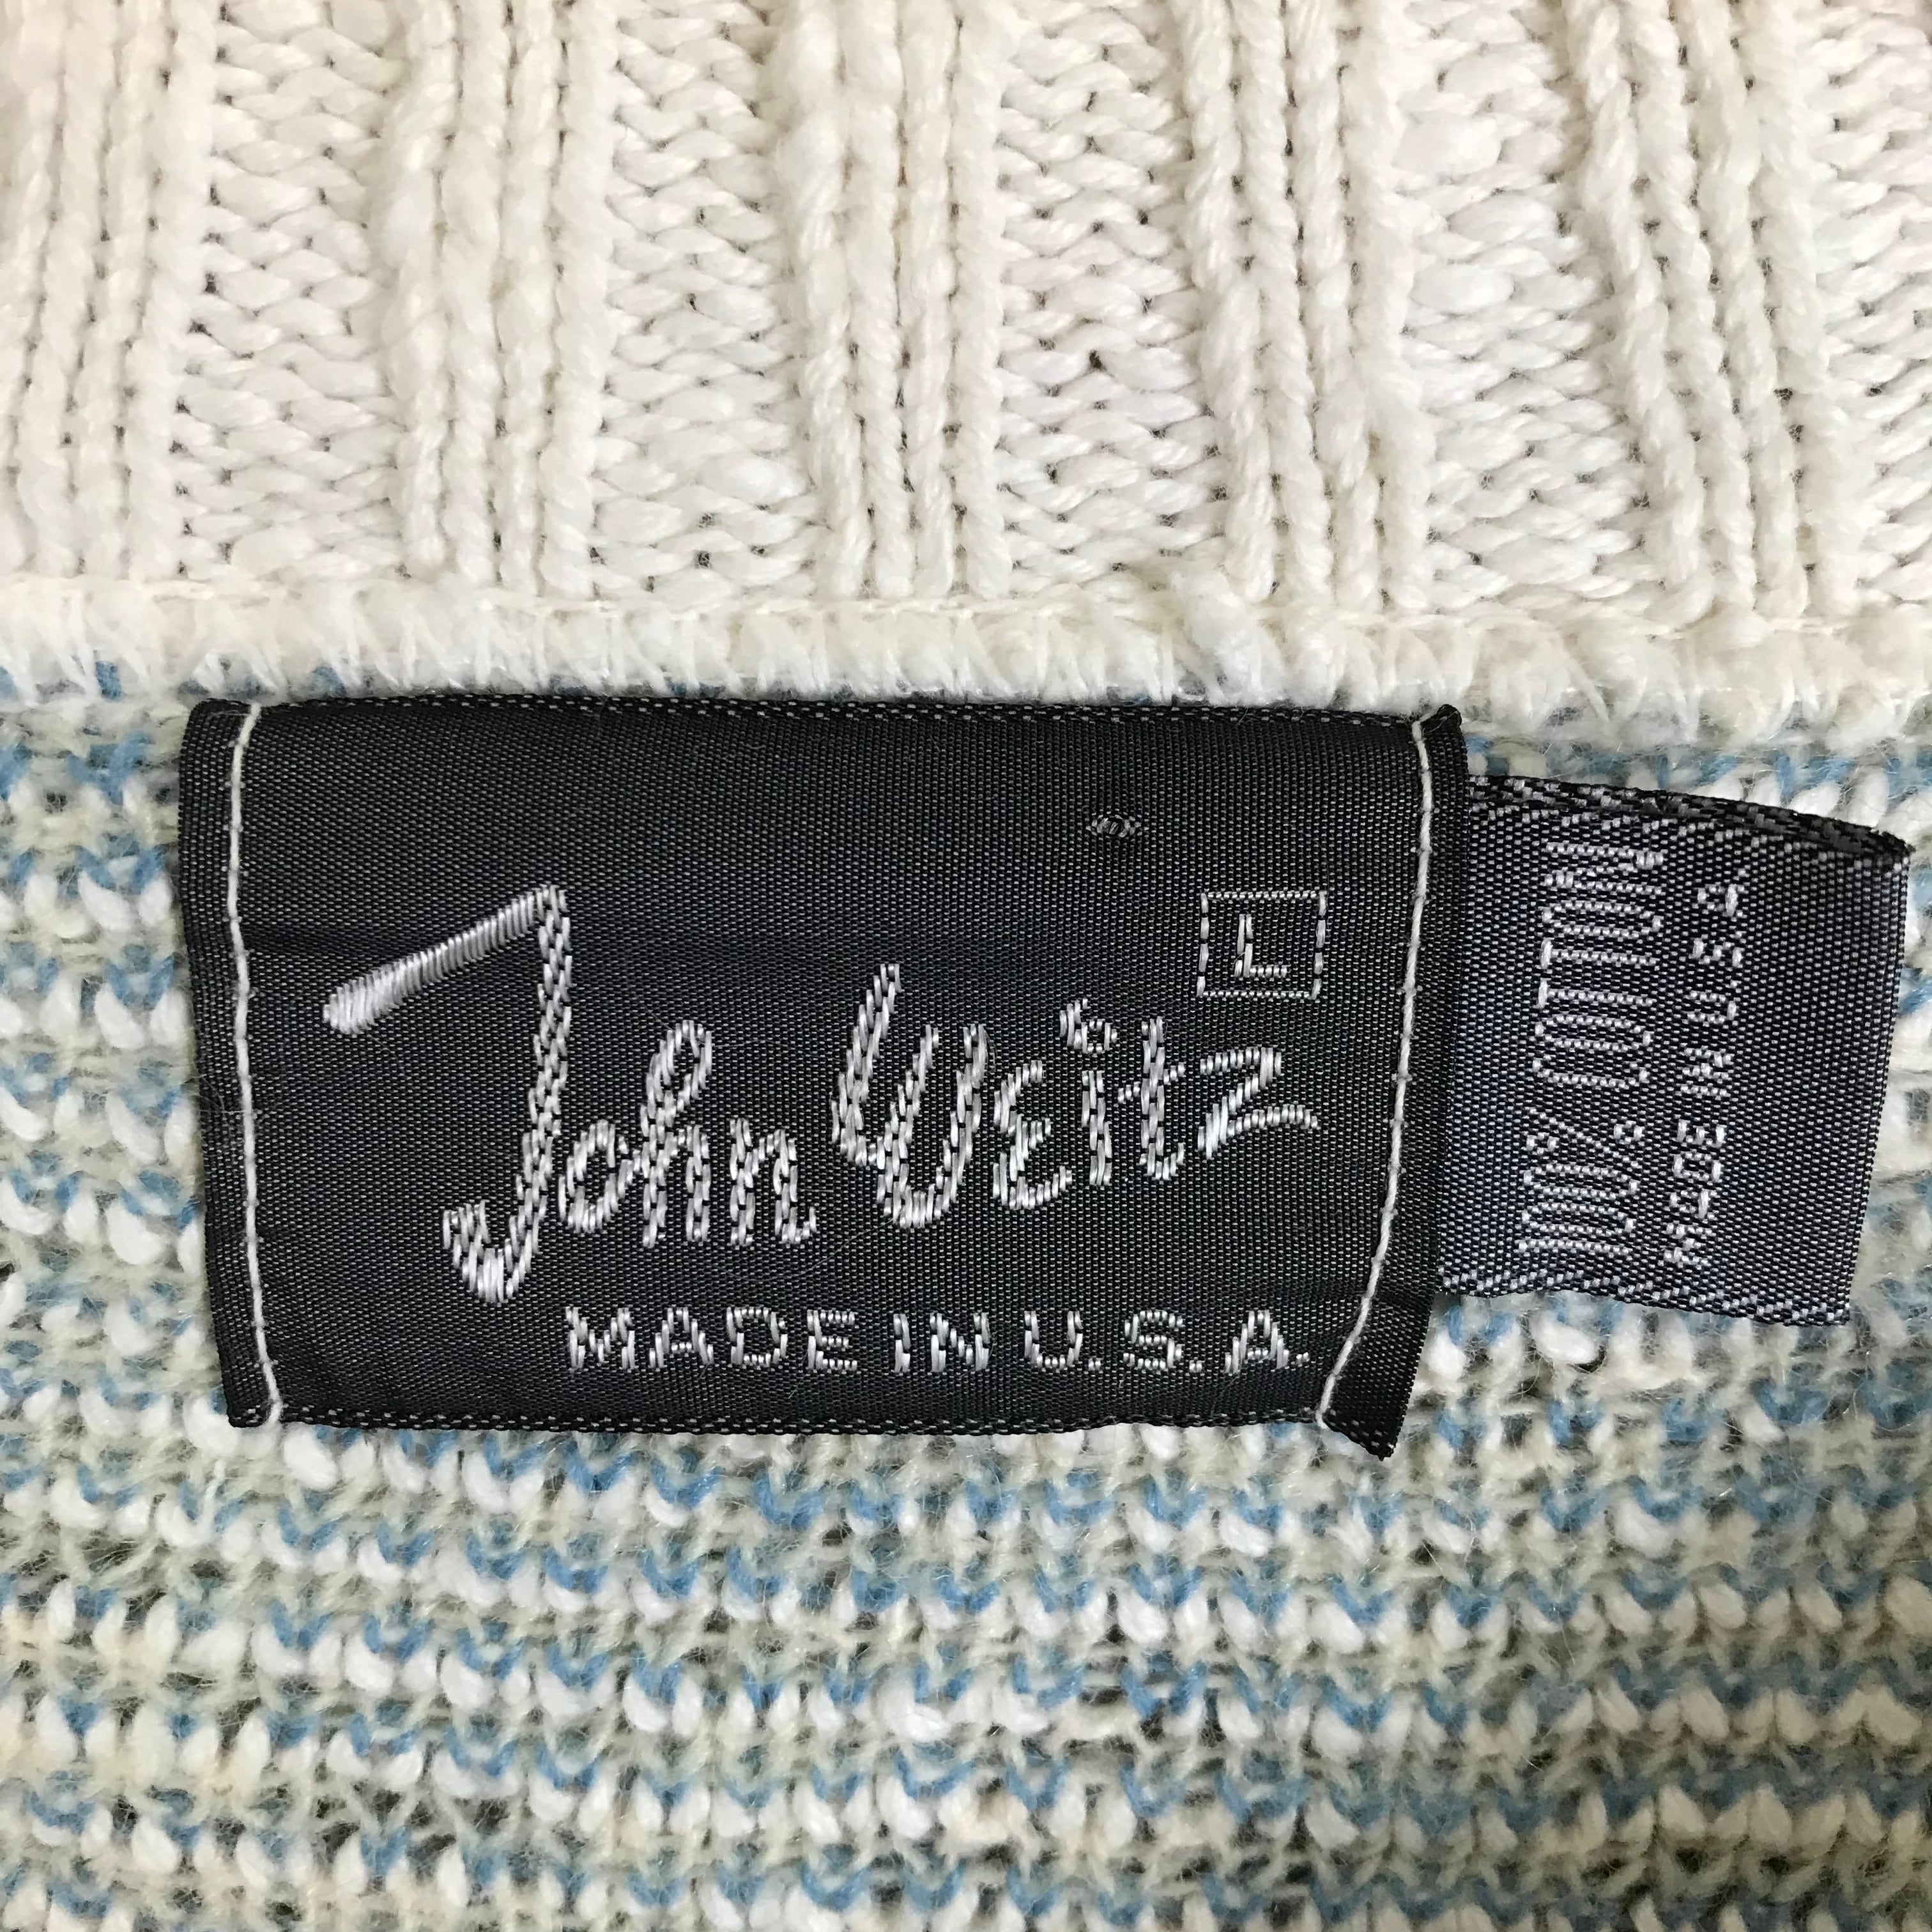 L
John Weitz
MADE IN U.S.A.
100% COTTON
MADE IN U.S.A